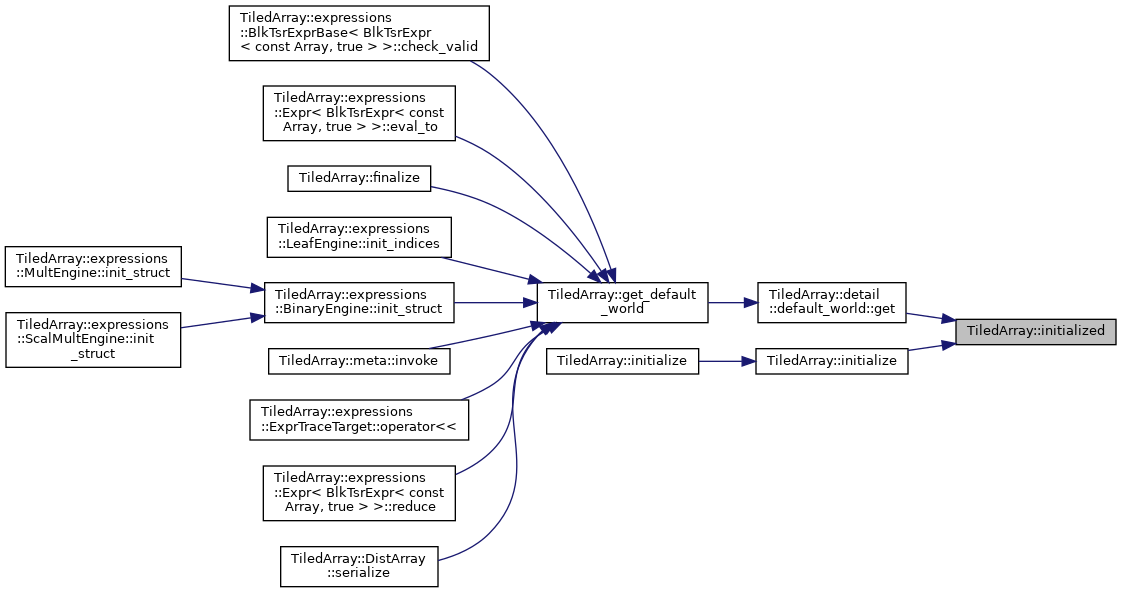 TiledArray::expressions
::BlkTsrExprBase< BlkTsrExpr
< const Array, true > >::check_valid
TiledArray::expressions
::Expr< BlkTsrExpr< const
Array, true > >::eval_to
TiledArray::finalize
TiledArray::expressions
::LeafEngine::init_indices
TiledArray::expressions
::MultEngine::init_struct
TiledArray::expressions
::BinaryEngine::init_struct
TiledArray::get_default
_world
TiledArray::detail
::default_world::get
TiledArray::initialized
TiledArray::expressions
::ScalMultEngine::init
_struct
TiledArray::meta::invoke
TiledArray::initialize
TiledArray::initialize
TiledArray::expressions
::ExprTraceTarget::operator<<
TiledArray::expressions
::Expr< BlkTsrExpr< const
Array, true > >::reduce
TiledArray::DistArray
::serialize